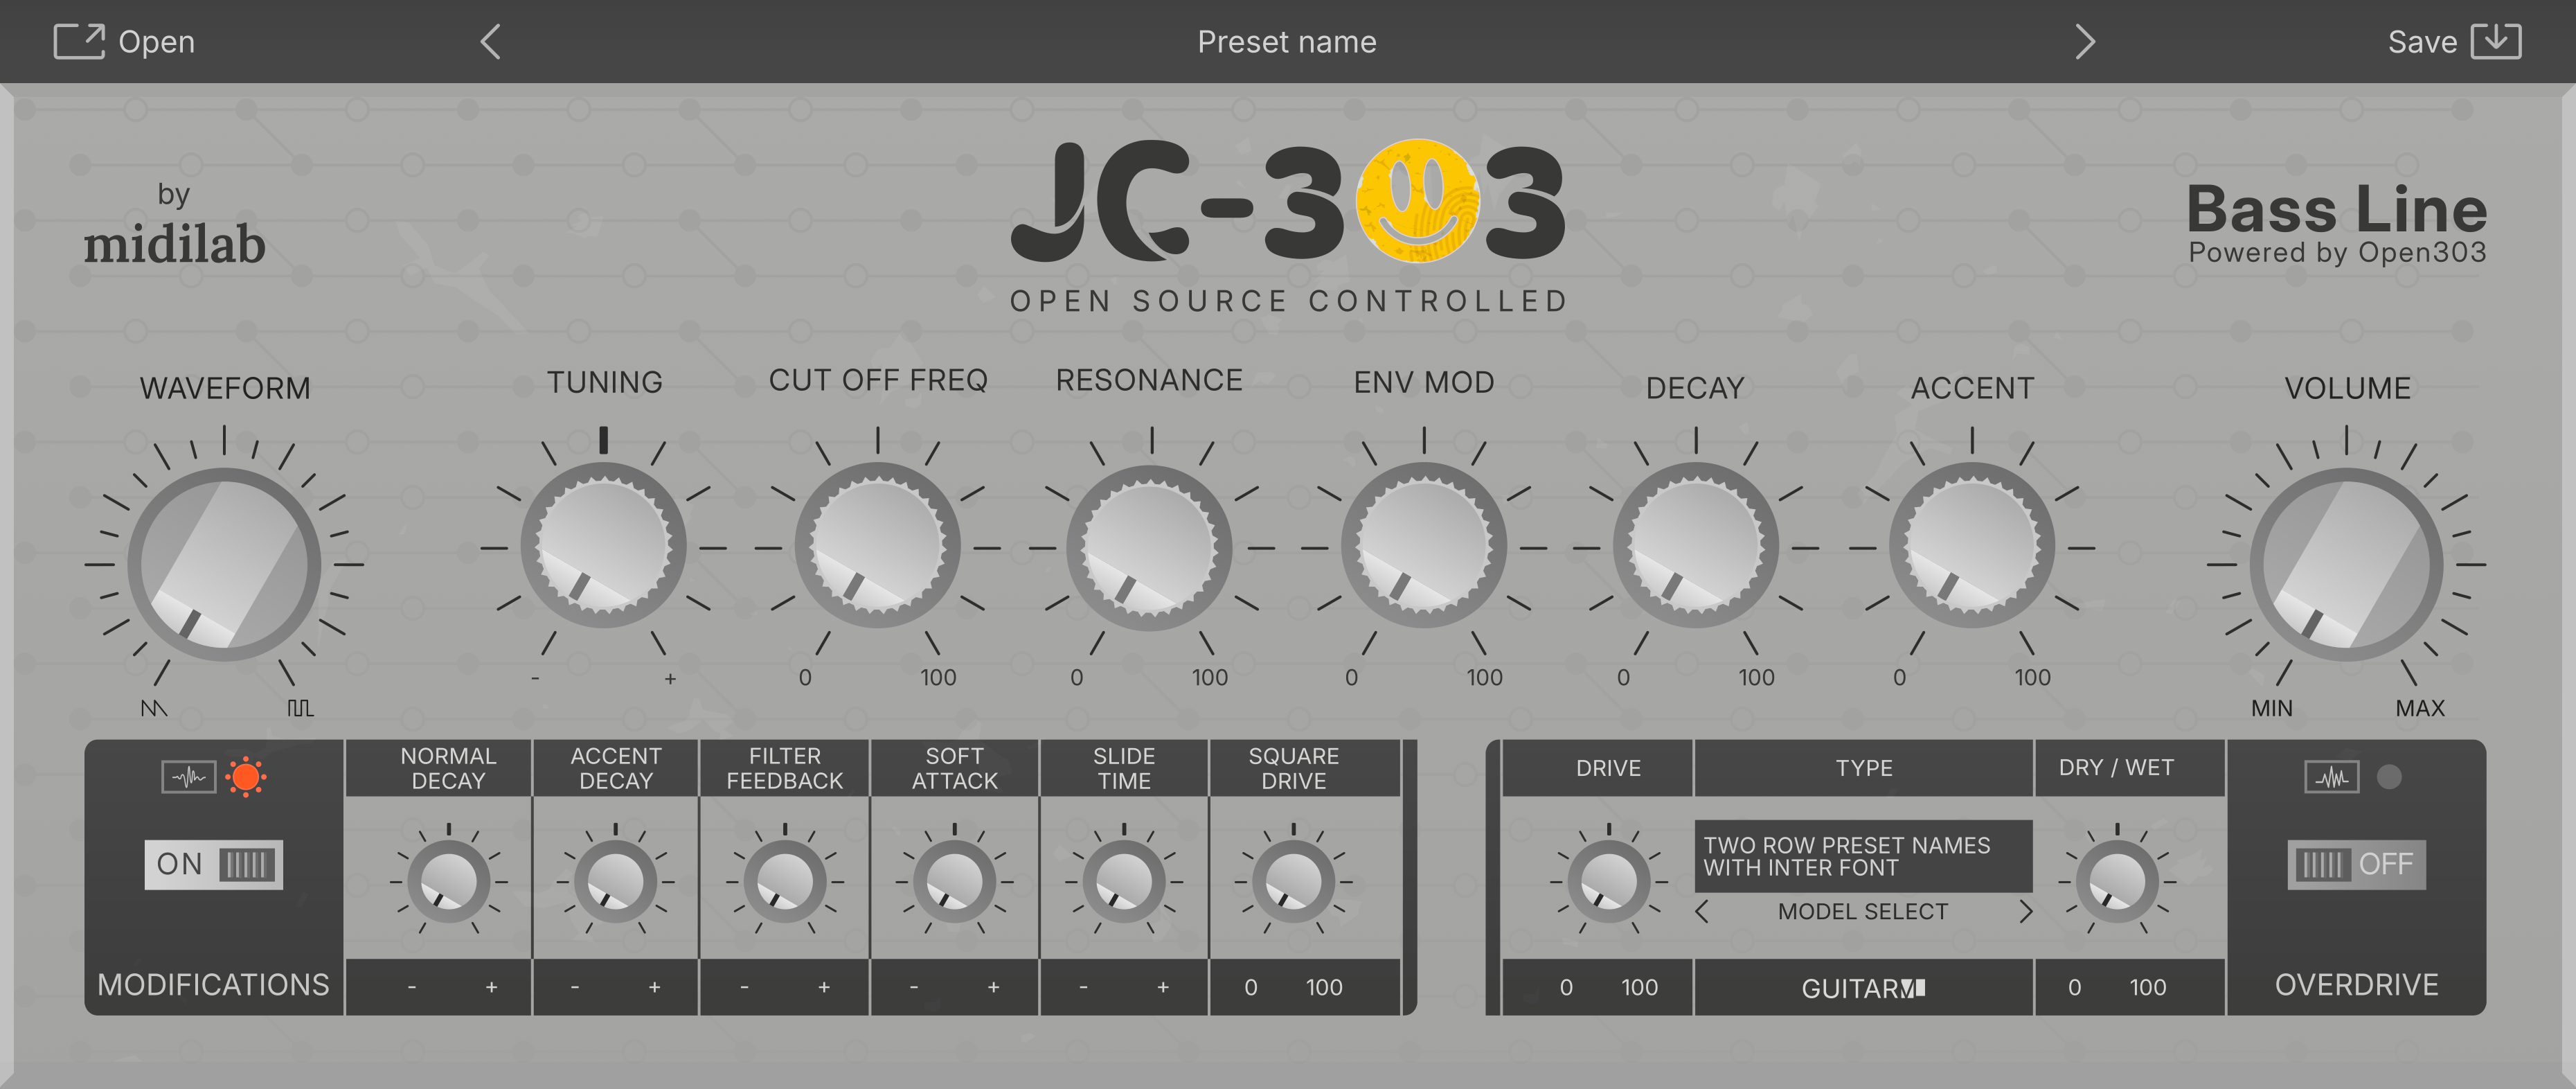 Open
Preset name
Save
by
midilab
JC-303
OPEN SOURCE CONTROLLED
Bass Line
Powered by Open303
WAVEFORM
TUNING
CUT OFF FREQ
RESONANCE
ENV MOD
DECAY
ACCENT
VOLUME
- +
0 100
0 100
0 100
0 100
0 100
MIN MAX
NORMAL
DECAY
ACCENT
DECAY
FILTER
FEEDBACK
SOFT
ATTACK
SLIDE
TIME
SQUARE
DRIVE
ON
MODIFICATIONS
- +
- +
- +
- +
- +
0 100
DRIVE
TYPE
DRY / WET
TWO ROW PRESET NAMES
WITH INTER FONT
< MODEL SELECT >
OFF
0 100
GUITARML
0 100
OVERDRIVE